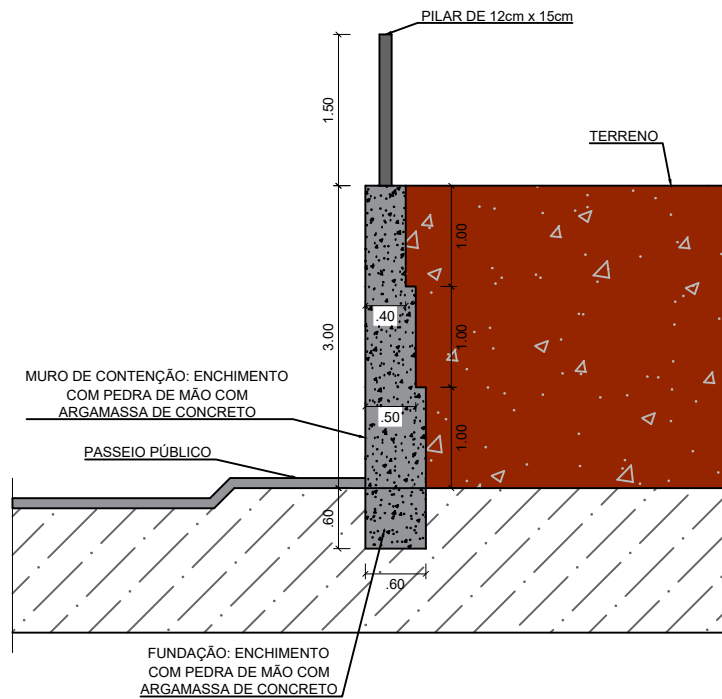 PILAR DE 12cm x 15cm
1.50
TERRENO
1.00
3.00
.40
1.00
MURO DE CONTENÇÃO: ENCHIMENTO
COM PEDRA DE MÃO COM
ARGAMASSA DE CONCRETO
.50
1.00
PASSEIO PÚBLICO
.60
.60
FUNDAÇÃO: ENCHIMENTO
COM PEDRA DE MÃO COM
ARGAMASSA DE CONCRETO